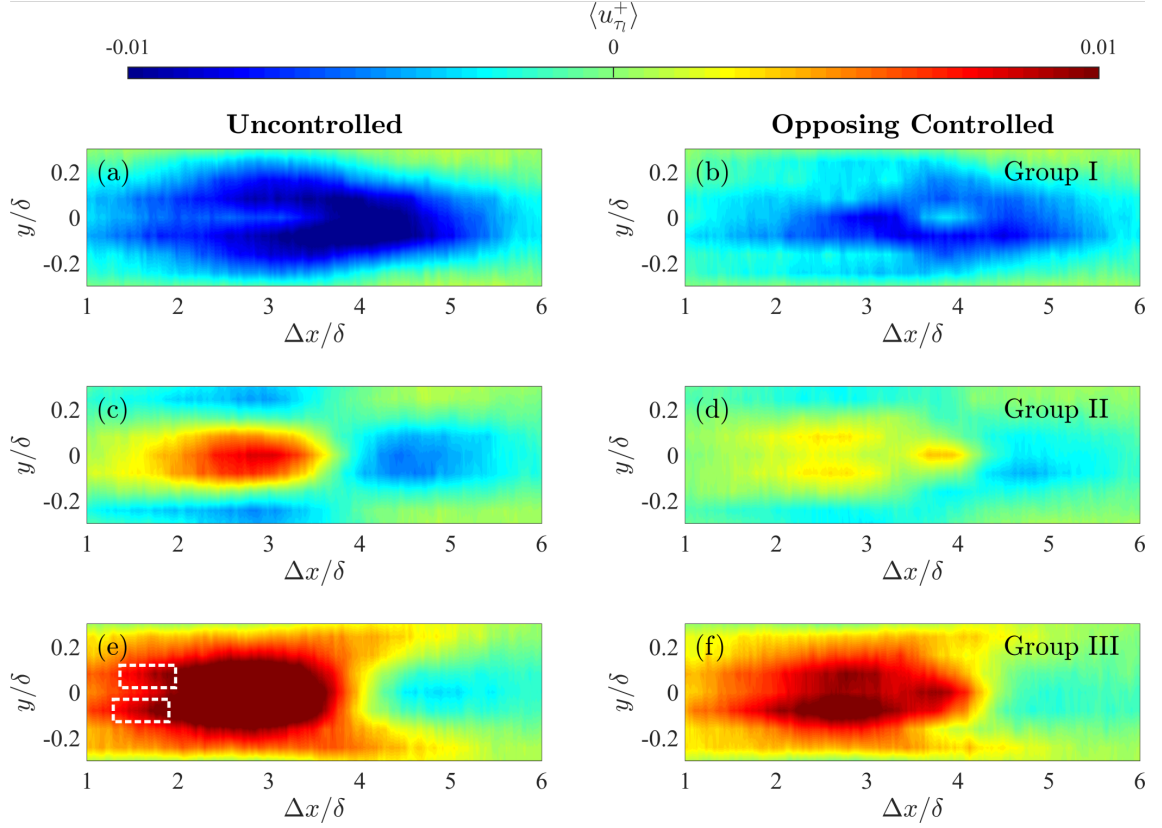 ⟨u⁺_τₗ⟩
-0.01 0 0.01
Uncontrolled Opposing Controlled
(a) (b) Group I
0.2 0 -0.2 y/δ 0.2 0 -0.2 y/δ
1 2 3 4 5 6 1 2 3 4 5 6
Δx/δ Δx/δ
(c) (d) Group II
0.2 0 -0.2 y/δ 0.2 0 -0.2 y/δ
1 2 3 4 5 6 1 2 3 4 5 6
Δx/δ Δx/δ
(e) (f) Group III
0.2 0 -0.2 y/δ 0.2 0 -0.2 y/δ
1 2 3 4 5 6 1 2 3 4 5 6
Δx/δ Δx/δ